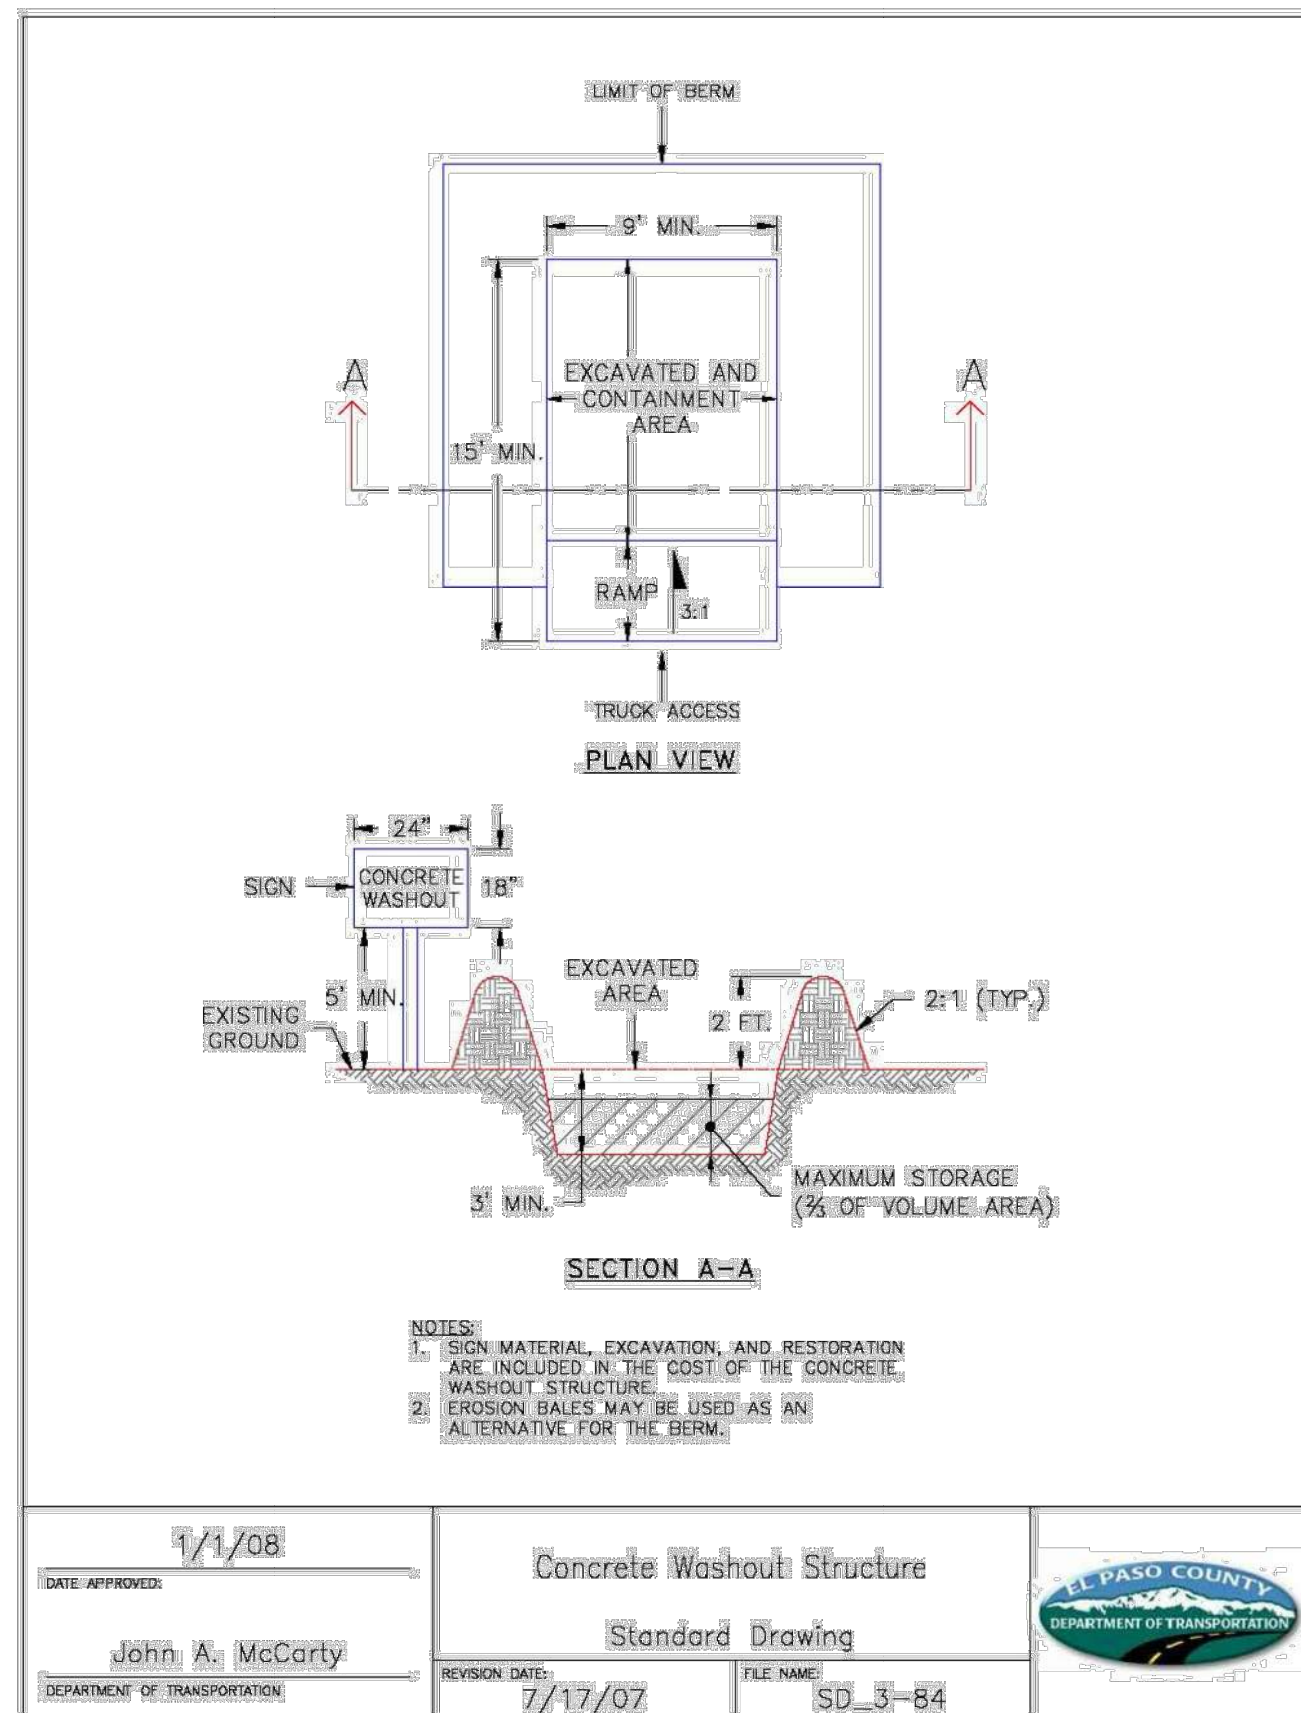 LIMIT OF BERM
9' MIN.
A
A
EXCAVATED AND
CONTAINMENT
AREA
15' MIN.
RAMP
3:1
TRUCK ACCESS
PLAN VIEW
24"
SIGN
CONCRETE
WASHOUT
18"
5' MIN.
EXCAVATED
AREA
EXISTING
GROUND
2 FT.
2:1 (TYP.)
3' MIN.
MAXIMUM STORAGE
(⅔ OF VOLUME AREA)
SECTION A-A
NOTES:
1. SIGN MATERIAL, EXCAVATION, AND RESTORATION
ARE INCLUDED IN THE COST OF THE CONCRETE
WASHOUT STRUCTURE.
2. EROSION BALES MAY BE USED AS AN
ALTERNATIVE FOR THE BERM.
1/1/08
DATE APPROVED:
John A. McCarty
DEPARTMENT OF TRANSPORTATION
Concrete Washout Structure
Standard Drawing
REVISION DATE:
7/17/07
FILE NAME:
SD_3-84
EL PASO COUNTY
DEPARTMENT OF TRANSPORTATION